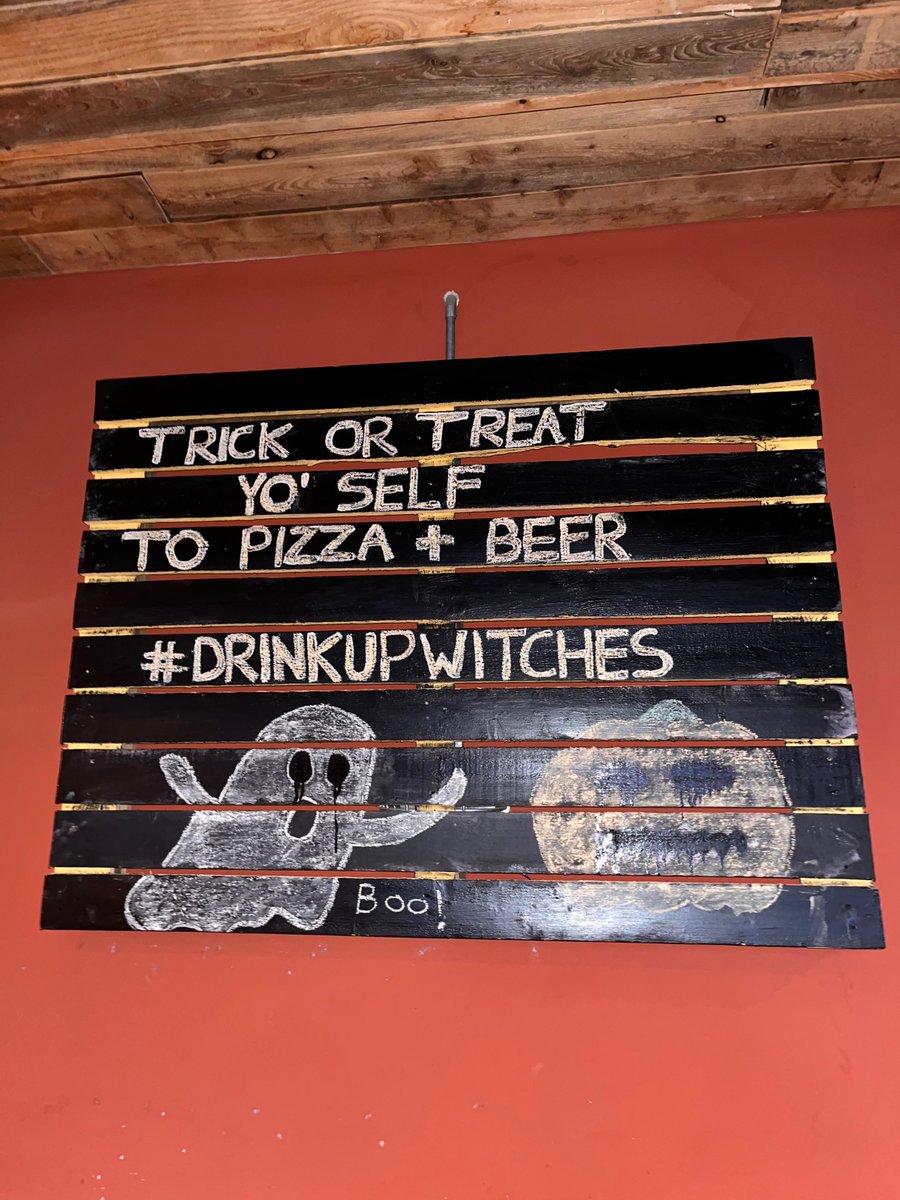 TRICK OR TREAT
YO' SELF
TO PIZZA + BEER
#DRINKUPWITCHES
Boo!